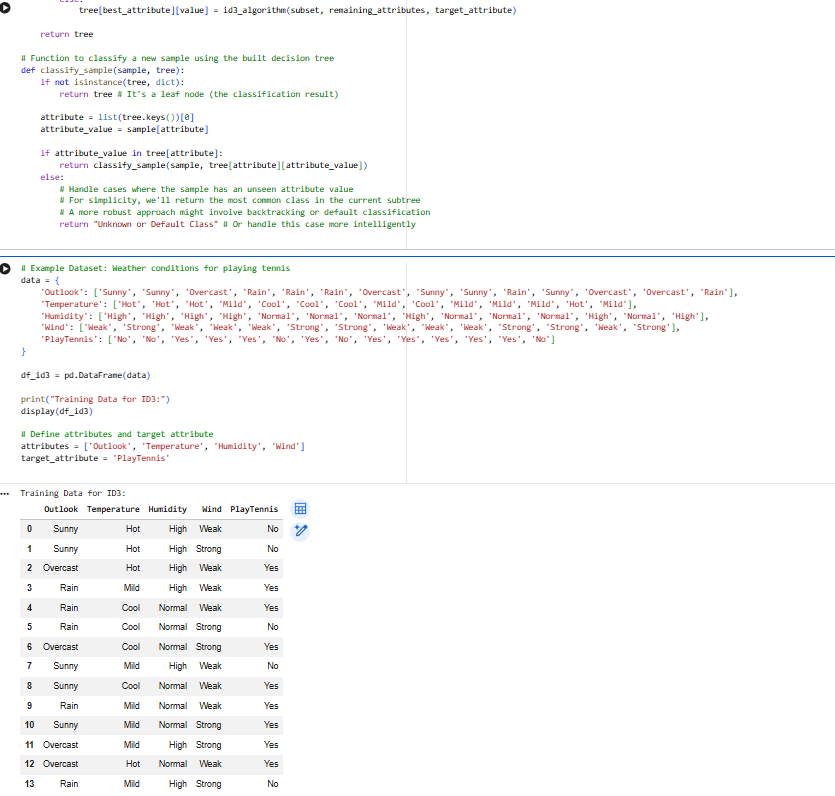 else:
tree[best_attribute][value] = id3_algorithm(subset, remaining_attributes, target_attribute)
return tree
# Function to classify a new sample using the built decision tree
def classify_sample(sample, tree):
if not isinstance(tree, dict):
return tree # It's a leaf node (the classification result)
attribute = list(tree.keys())[0]
attribute_value = sample[attribute]
if attribute_value in tree[attribute]:
return classify_sample(sample, tree[attribute][attribute_value])
else:
# Handle cases where the sample has an unseen attribute value
# For simplicity, we'll return the most common class in the current subtree
# A more robust approach might involve backtracking or default classification
return "Unknown or Default Class" # Or handle this case more intelligently
# Example Dataset: Weather conditions for playing tennis
data = {
'Outlook': ['Sunny', 'Sunny', 'Overcast', 'Rain', 'Rain', 'Rain', 'Overcast', 'Sunny', 'Sunny', 'Rain', 'Sunny', 'Overcast', 'Overcast', 'Rain'],
'Temperature': ['Hot', 'Hot', 'Hot', 'Mild', 'Cool', 'Cool', 'Cool', 'Mild', 'Cool', 'Mild', 'Mild', 'Mild', 'Hot', 'Mild'],
'Humidity': ['High', 'High', 'High', 'High', 'Normal', 'Normal', 'Normal', 'High', 'Normal', 'Normal', 'Normal', 'High', 'Normal', 'High'],
'Wind': ['Weak', 'Strong', 'Weak', 'Weak', 'Weak', 'Strong', 'Strong', 'Weak', 'Weak', 'Weak', 'Strong', 'Strong', 'Weak', 'Strong'],
'PlayTennis': ['No', 'No', 'Yes', 'Yes', 'Yes', 'No', 'Yes', 'No', 'Yes', 'Yes', 'Yes', 'Yes', 'Yes', 'No']
}
df_id3 = pd.DataFrame(data)
print("Training Data for ID3:")
display(df_id3)
# Define attributes and target attribute
attributes = ['Outlook', 'Temperature', 'Humidity', 'Wind']
target_attribute = 'PlayTennis'
Training Data for ID3:
Outlook Temperature Humidity Wind PlayTennis
0 Sunny Hot High Weak No
1 Sunny Hot High Strong No
2 Overcast Hot High Weak Yes
3 Rain Mild High Weak Yes
4 Rain Cool Normal Weak Yes
5 Rain Cool Normal Strong No
6 Overcast Cool Normal Strong Yes
7 Sunny Mild High Weak No
8 Sunny Cool Normal Weak Yes
9 Rain Mild Normal Weak Yes
10 Sunny Mild Normal Strong Yes
11 Overcast Mild High Strong Yes
12 Overcast Hot Normal Weak Yes
13 Rain Mild High Strong No